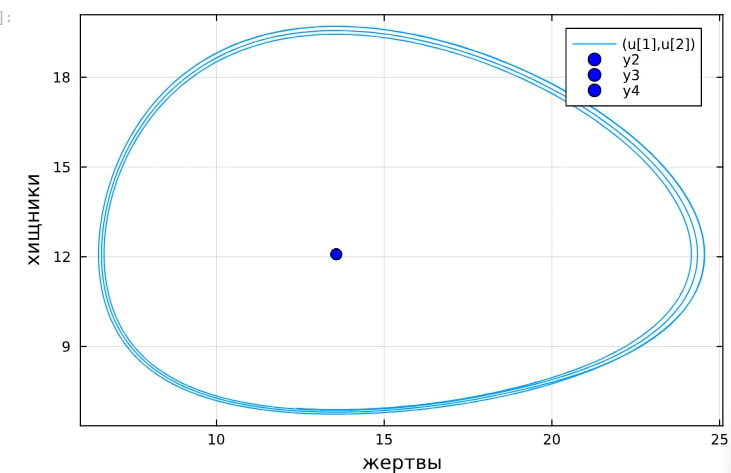 ]:
(u[1],u[2])
y2
y3
y4
18
15
12
9
хищники
10 15 20 25
жертвы